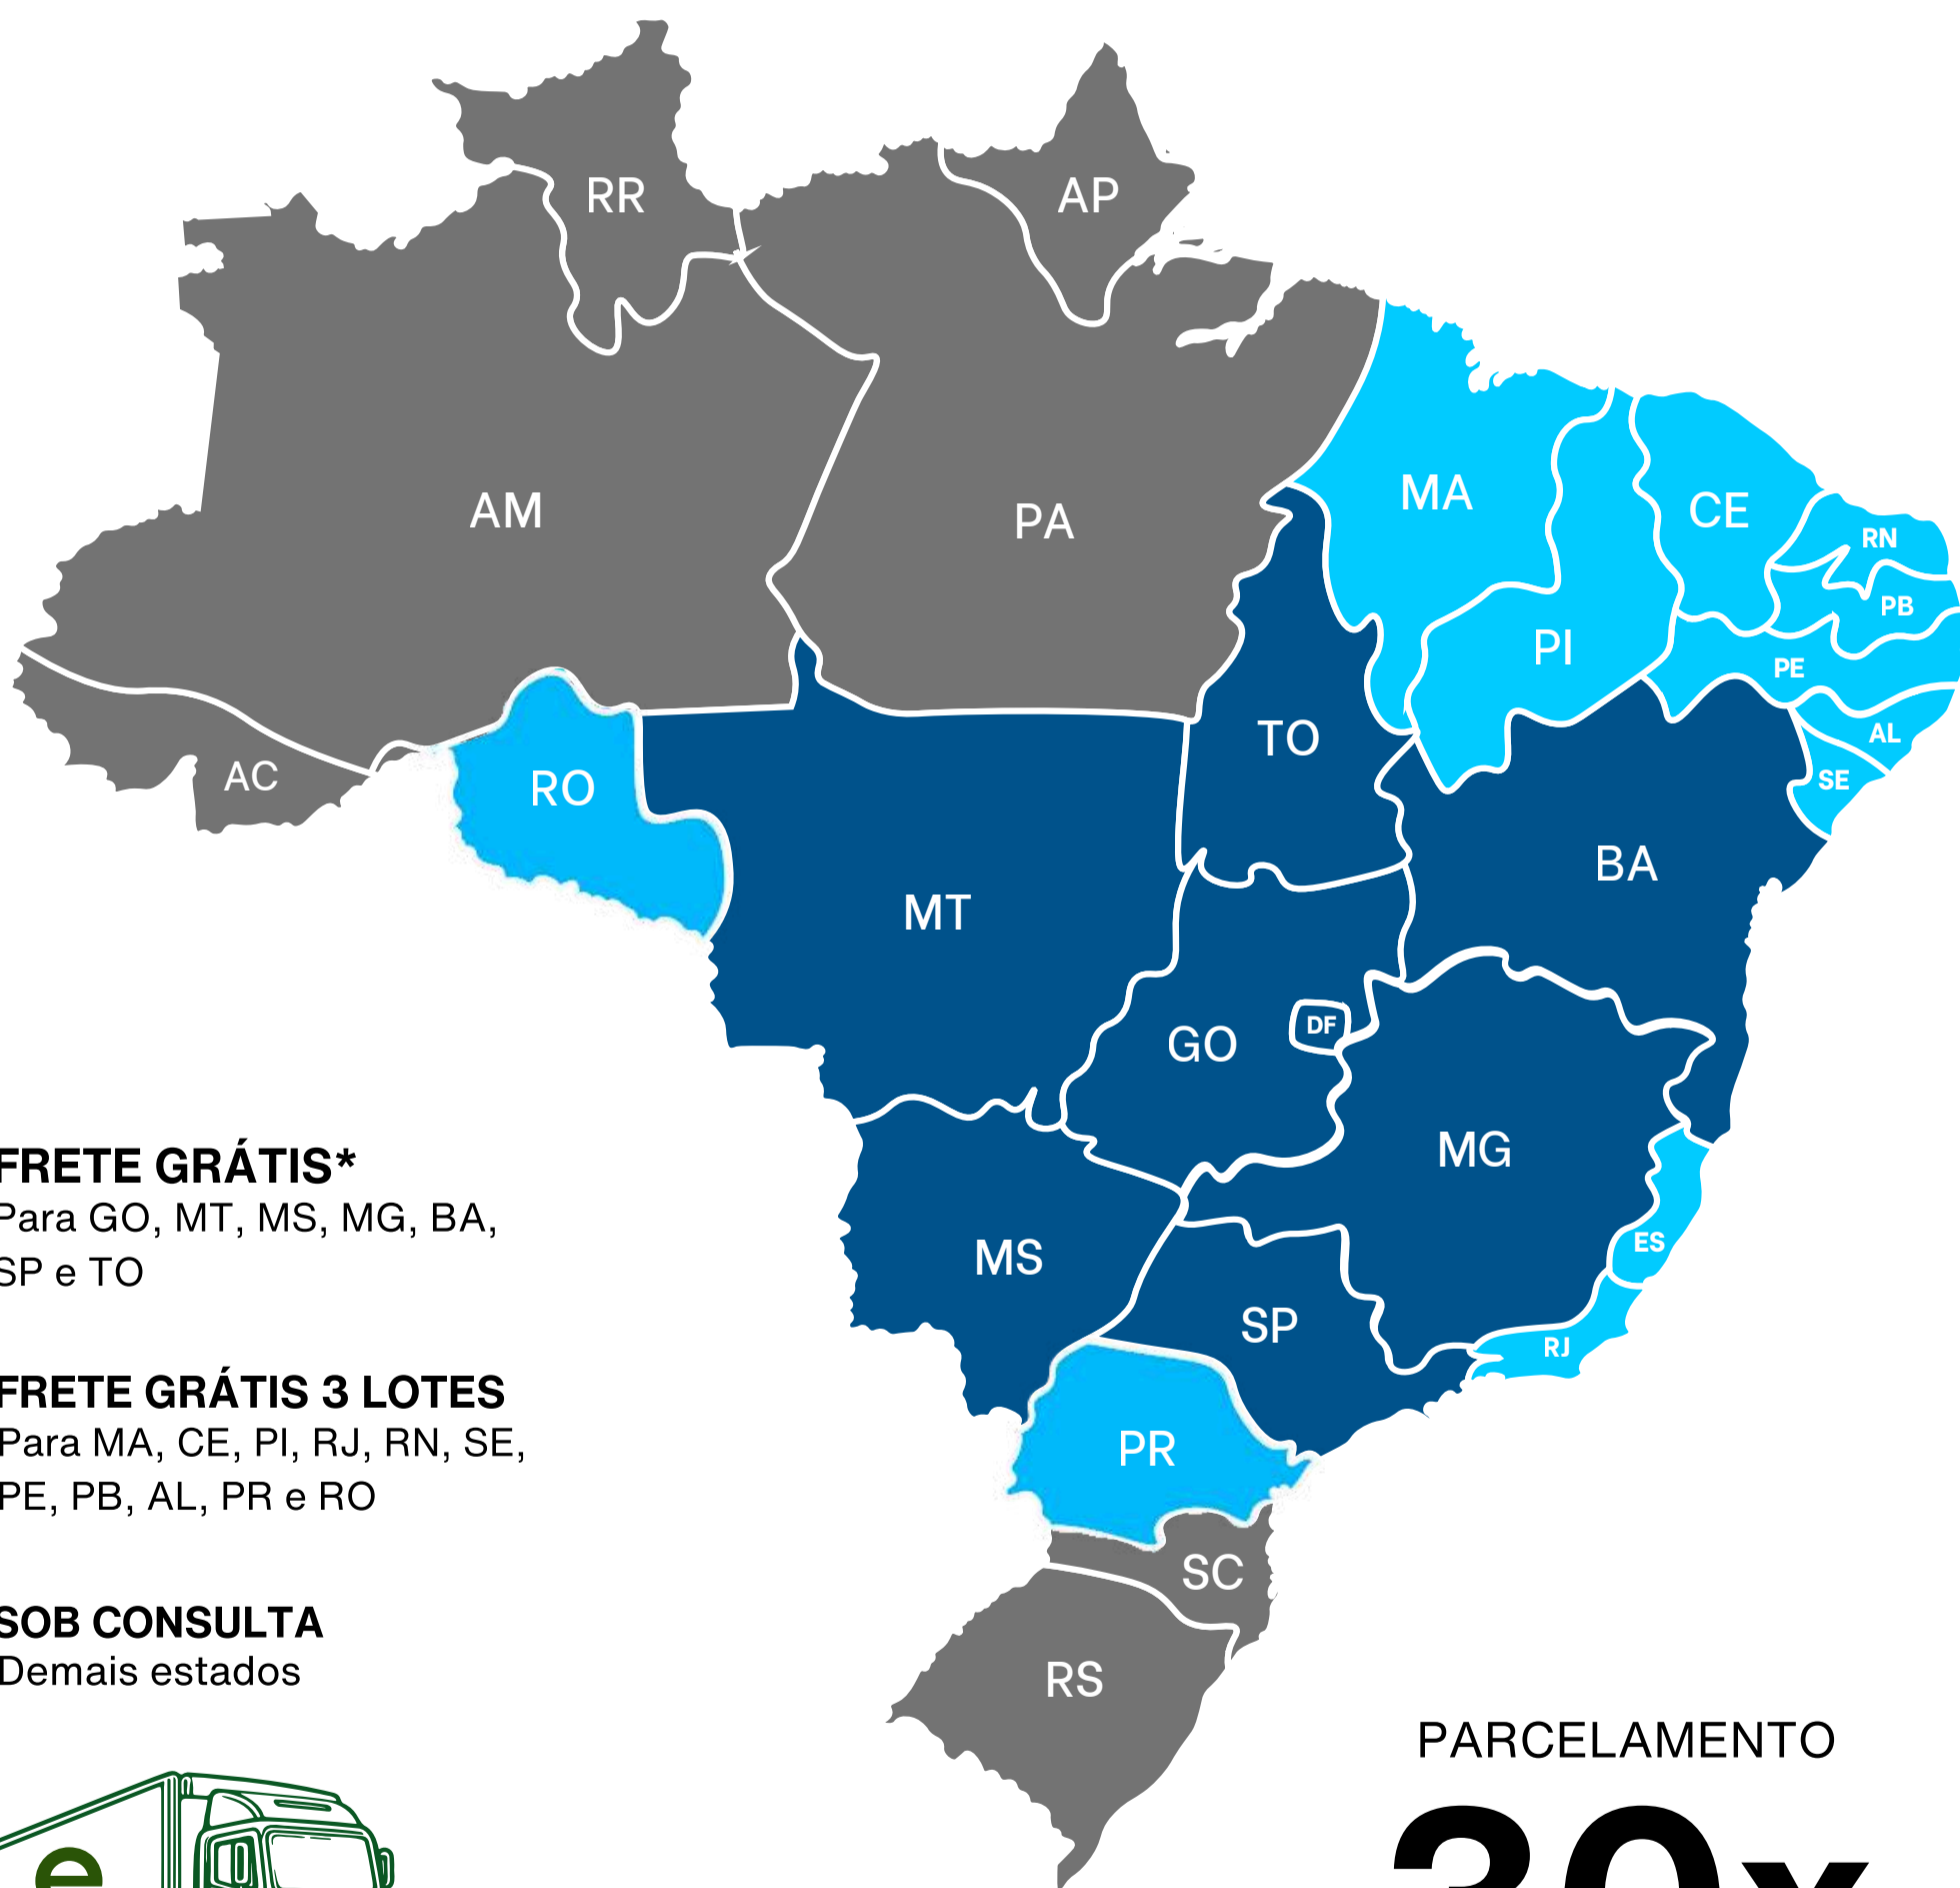 RR
AP
AM
PA
MA
CE
RN
PB
PI
PE
AL
SE
TO
AC
RO
BA
MT
DF
GO
MG
ES
MS
SP
RJ
PR
SC
RS
FRETE GRÁTIS*
Para GO, MT, MS, MG, BA,
SP e TO
FRETE GRÁTIS 3 LOTES
Para MA, CE, PI, RJ, RN, SE,
PE, PB, AL, PR e RO
SOB CONSULTA
Demais estados
e
PARCELAMENTO
30x